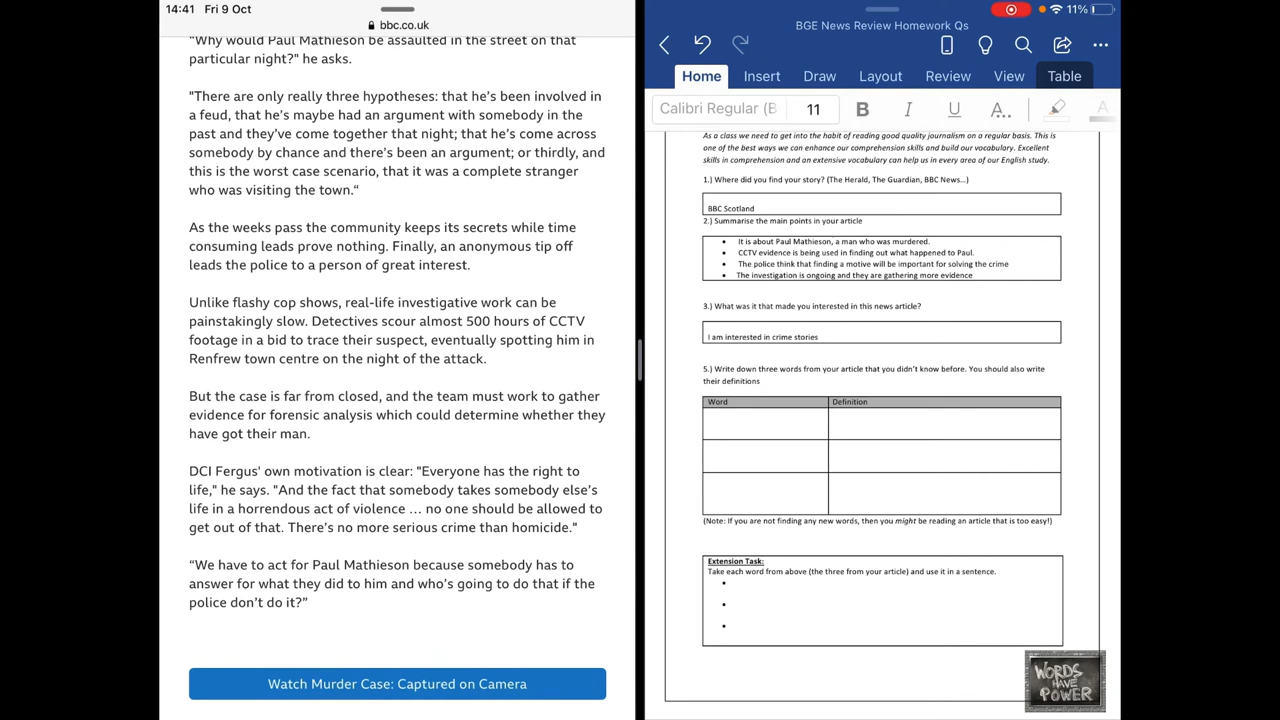 14:41 Fri 9 Oct
bbc.co.uk
"Why would Paul Mathieson be assaulted in the street on that
particular night?" he asks.
"There are only really three hypotheses: that he's been involved in
a feud, that he's maybe had an argument with somebody in the
past and they've come together that night; that he's come across
somebody by chance and there's been an argument; or thirdly, and
this is the worst case scenario, that it was a complete stranger
who was visiting the town.“
As the weeks pass the community keeps its secrets while time
consuming leads prove nothing. Finally, an anonymous tip off
leads the police to a person of great interest.
Unlike flashy cop shows, real-life investigative work can be
painstakingly slow. Detectives scour almost 500 hours of CCTV
footage in a bid to trace their suspect, eventually spotting him in
Renfrew town centre on the night of the attack.
But the case is far from closed, and the team must work to gather
evidence for forensic analysis which could determine whether they
have got their man.
DCI Fergus' own motivation is clear: "Everyone has the right to
life," he says. "And the fact that somebody takes somebody else’s
life in a horrendous act of violence … no one should be allowed to
get out of that. There’s no more serious crime than homicide."
“We have to act for Paul Mathieson because somebody has to
answer for what they did to him and who’s going to do that if the
police don’t do it?”
Watch Murder Case: Captured on Camera
11%
BGE News Review Homework Qs
Home Insert Draw Layout Review View Table
Calibri Regular (B 11 B I U A... A
As a class we need to get into the habit of reading good quality journalism on a regular basis. This is
one of the best ways we can enhance our comprehension skills and build our vocabulary. Excellent
skills in comprehension and an extensive vocabulary can help us in every area of our English study.
1.) Where did you find your story? (The Herald, The Guardian, BBC News…)
BBC Scotland
2.) Summarise the main points in your article
• It is about Paul Mathieson, a man who was murdered.
• CCTV evidence is being used in finding out what happened to Paul.
• The police think that finding a motive will be important for solving the crime
• The investigation is ongoing and they are gathering more evidence
3.) What was it that made you interested in this news article?
I am interested in crime stories
5.) Write down three words from your article that you didn’t know before. You should also write
their definitions
Word Definition
(Note: If you are not finding any new words, then you might be reading an article that is too easy!)
Extension Task:
Take each word from above (the three from your article) and use it in a sentence.
•
•
•
WORDS
HAVE
POWER